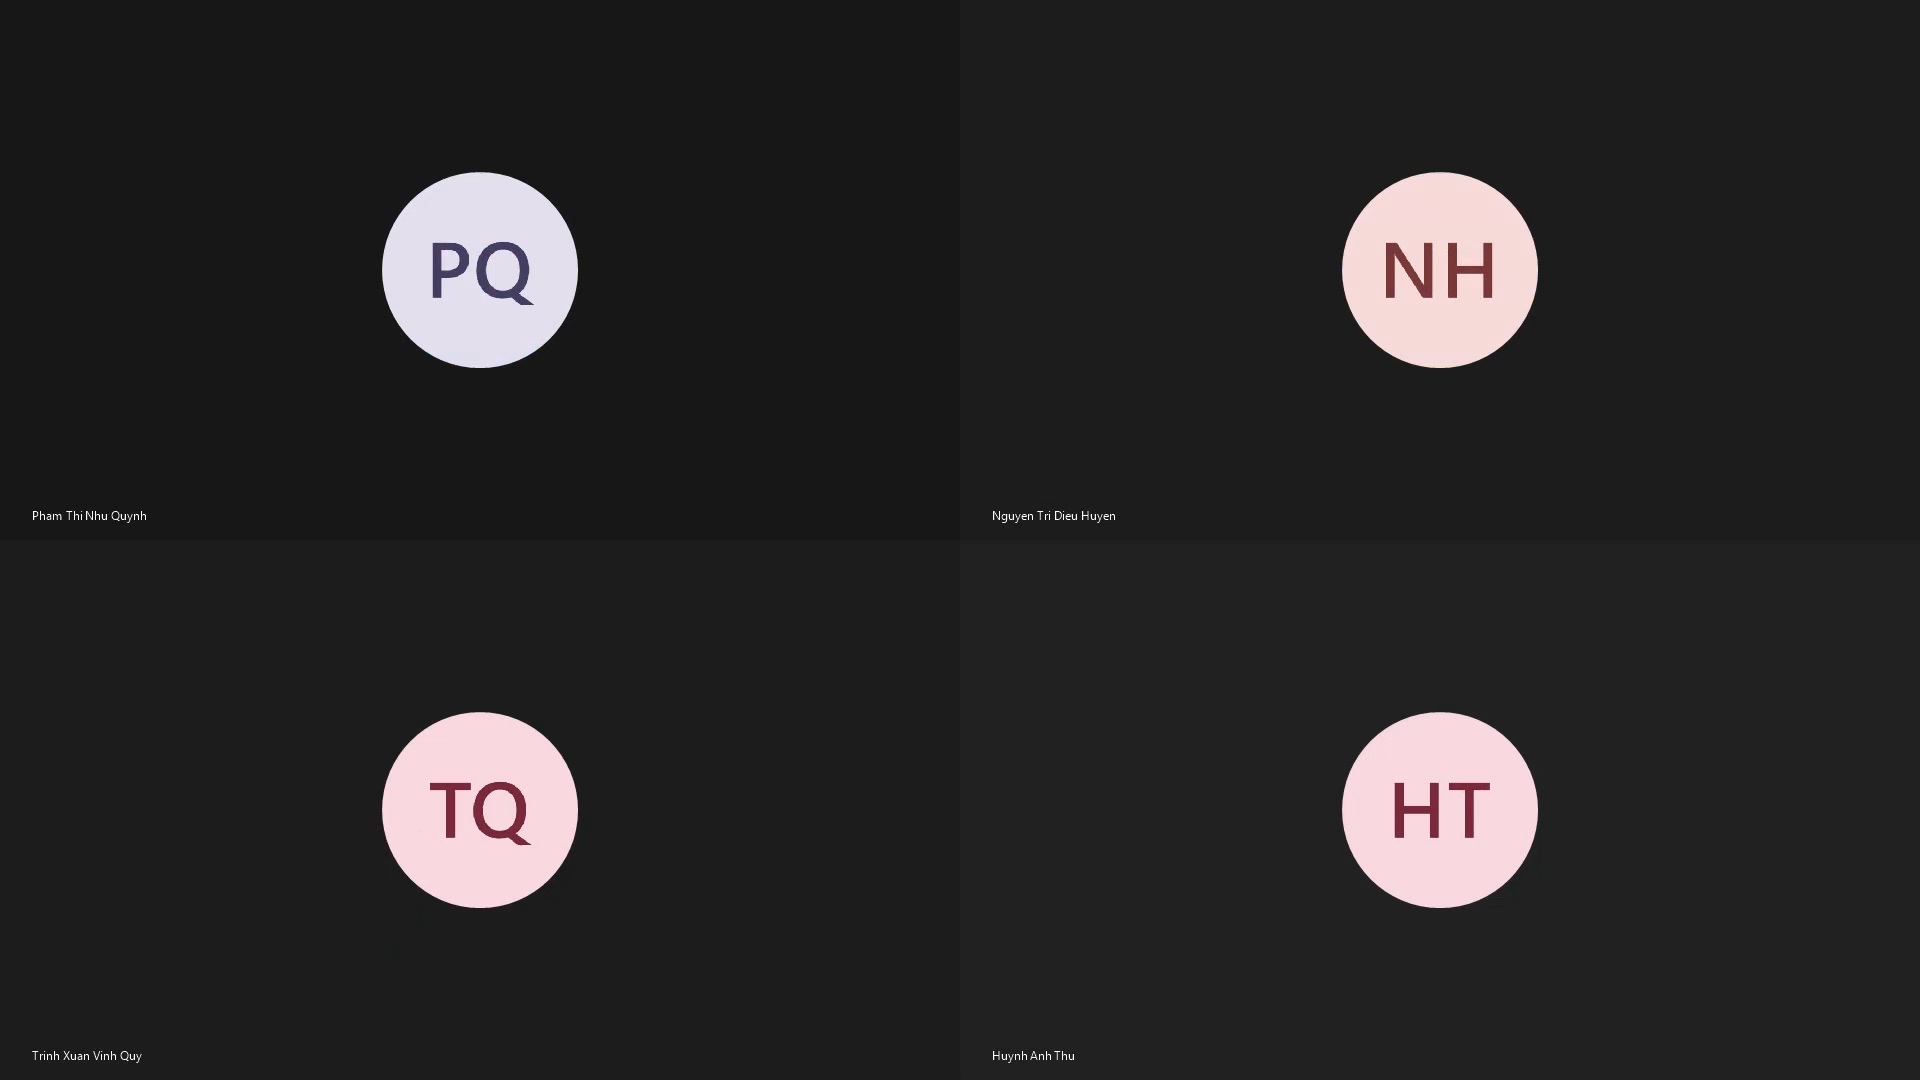 PQ
Pham Thi Nhu Quynh
NH
Nguyen Tri Dieu Huyen
TQ
Trinh Xuan Vinh Quy
HT
Huynh Anh Thu